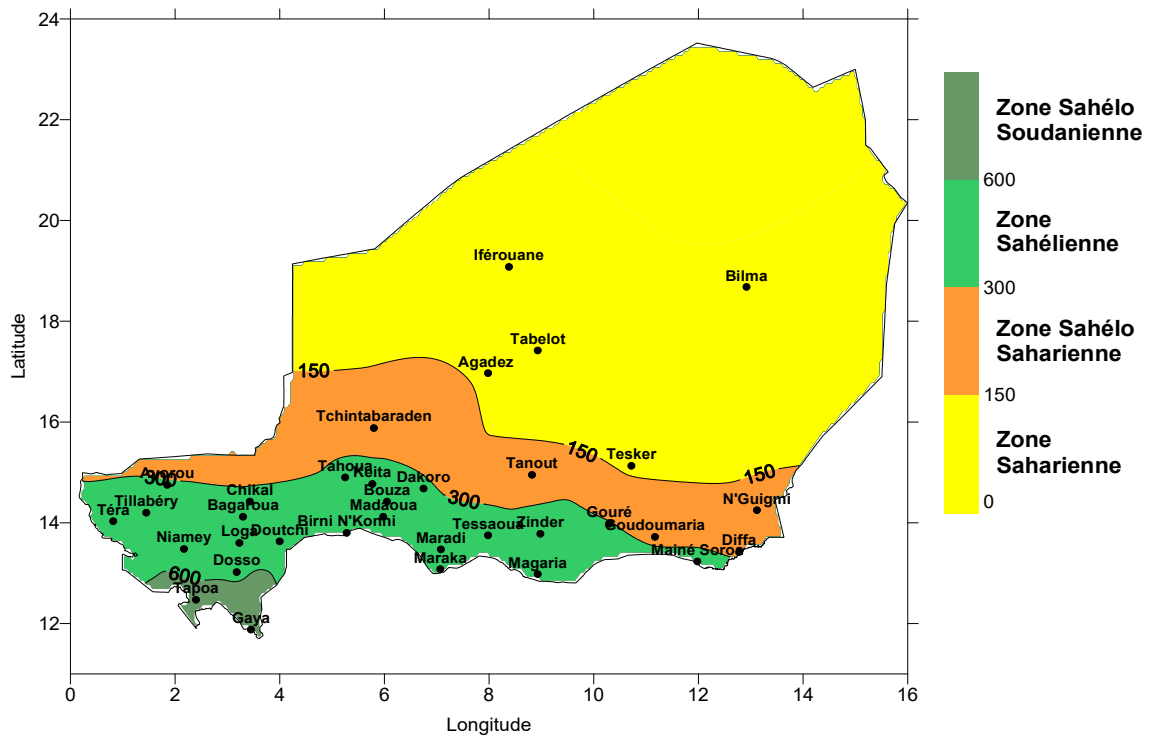 24
22
20
18
16
14
12
Latitude
0
2
4
6
8
10
12
14
16
Longitude
Iférouane
Bilma
Tabelot
Agadez
150
Tchintabaraden
150
Tesker
150
Tanout
Ayorou
300
Tahoua
Keita
Dakoro
Bouza
300
N'Guigmi
Chikal
Tillabéry
Bagaroua
Madaoua
Téra
Birni N'Konni
Gouré
Goudoumaria
Tessaoua
Zinder
Niamey
Loga
Doutchi
Maradi
Diffa
Mainé Soroa
Maraka
Magaria
Dosso
600
Tapoa
Gaya
Zone Sahélo
Soudanienne
600
Zone
Sahélienne
300
Zone Sahélo
Saharienne
150
Zone
Saharienne
0